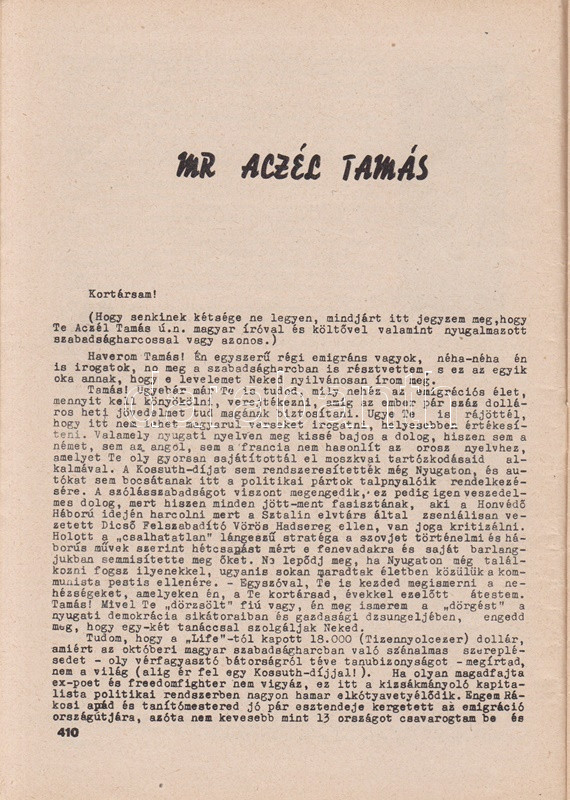 MR ACZÉL TAMÁS
Kortársam!
(Hogy senkinek kétsége ne legyen, mindjárt itt jegyzem meg,hogy
Te Aczél Tamás ú.n. magyar íróval és költővel valamint nyugalmazott
szabadságharcossal vagy azonos.)
Haverom Tamás! Én egyszerű régi emigráns vagyok, néha-néha én
is irogatok, no meg a szabadságharcban is résztvettem, s ez az egyik
oka annak, hogy e levelemet Neked nyilvánosan írom meg.
Tamás! Ugyebár már Te is tudod, mily nehéz az emigrációs élet,
mennyit kell könyökölni, verejtékezni, amíg az ember pár száz dollá-
ros heti jövedelmet tud magának biztosítani. Ugye Te is rájöttél,
hogy itt nem lehet magyarul verseket irogatni, helyesebben értékesí-
teni. Valamely nyugati nyelven meg kissé bajos a dolog, hiszen sem a
német, sem az angol, sem a francia nem hasonlít az orosz nyelvhez,
amelyet Te oly gyorsan sajátítottál el moszkvai tartózkodásaid al-
kalmával. A Kossuth-díjat sem rendszeresítették még Nyugaton, és au-
tókat sem bocsátanak itt a politikai pártok talpnyalóik rendelkezé-
sére. A szólásszabadságot viszont megengedik, ez pedig igen veszedel-
mes dolog, mert hiszen minden jött-ment fasisztának, aki a Honvédő
Háború idején harcolni mert a Sztalin elvtárs által zseniálisan ve-
zetett Dicső Felszabadító Vörös Hadsereg ellen, van joga kritizálni.
Holott a „csalhatatlan" lángeszű stratéga a szovjet történelmi és há-
borús művek szerint hétcsapást mért e fenevadakra és saját barlang-
jukban semmisítette meg őket. No lepődj meg, ha Nyugaton még talál-
kozni fogsz ilyenekkel, ugyanis sokan maradtak életben közülük a kom-
munista pestis ellenére. - Egyszóval, Te is kezded megismerni a ne-
hézségeket, amelyeken én, a Te kortársad, évekkel ezelőtt átestem.
Tamás! Mivel Te „dörzsölt" fiú vagy, én meg ismerem a „dörgést" a
nyugati demokrácia sikátoraiban és gazdasági dzsungeljében, engedd
meg, hogy egy-két tanáccsal szolgáljak Neked.
Tudom, hogy a „Life"-tól kapott 18.000 (Tizennyolcezer) dollár,
amiért az októberi magyar szabadságharcban való szénalmas szereplé-
sedet - oly vérfagyasztó bátorságról téve tanubizonyságot - megírtad,
nem a világ (alig ér fel egy Kossuth-díjjal!). Ha olyan magadfajta
ex-poet és freedomfighter nem vigyáz, ez itt a kizsákmányoló kapita-
lista politikai rendszerben nagyon hamar elkótyavetyélődik. Engem Rá-
kosi apád és tanítómestered jó pár esztendeje kergetett az emigráció
országútjára, azóta nem kevesebb mint 13 országot csavarogtam be és
410